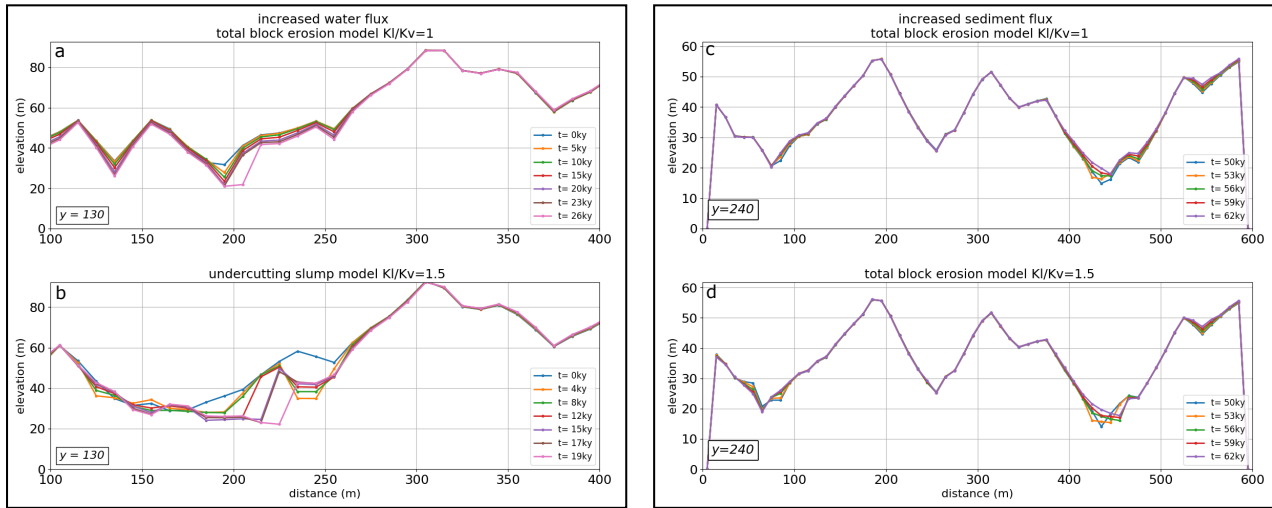 increased water flux
total block erosion model Kl/Kv=1
a
elevation (m)
80
60
40
20
0
100
150
200
250
300
350
400
y = 130
t= 0ky
t= 5ky
t= 10ky
t= 15ky
t= 20ky
t= 23ky
t= 26ky
undercutting slump model Kl/Kv=1.5
b
elevation (m)
80
60
40
20
0
100
150
200
250
300
350
400
distance (m)
y = 130
t= 0ky
t= 4ky
t= 8ky
t= 12ky
t= 15ky
t= 17ky
t= 19ky
increased sediment flux
total block erosion model Kl/Kv=1
c
elevation (m)
60
50
40
30
20
10
0
0
100
200
300
400
500
600
y=240
t= 50ky
t= 53ky
t= 56ky
t= 59ky
t= 62ky
total block erosion model Kl/Kv=1.5
d
elevation (m)
60
50
40
30
20
10
0
0
100
200
300
400
500
600
distance (m)
y=240
t= 50ky
t= 53ky
t= 56ky
t= 59ky
t= 62ky